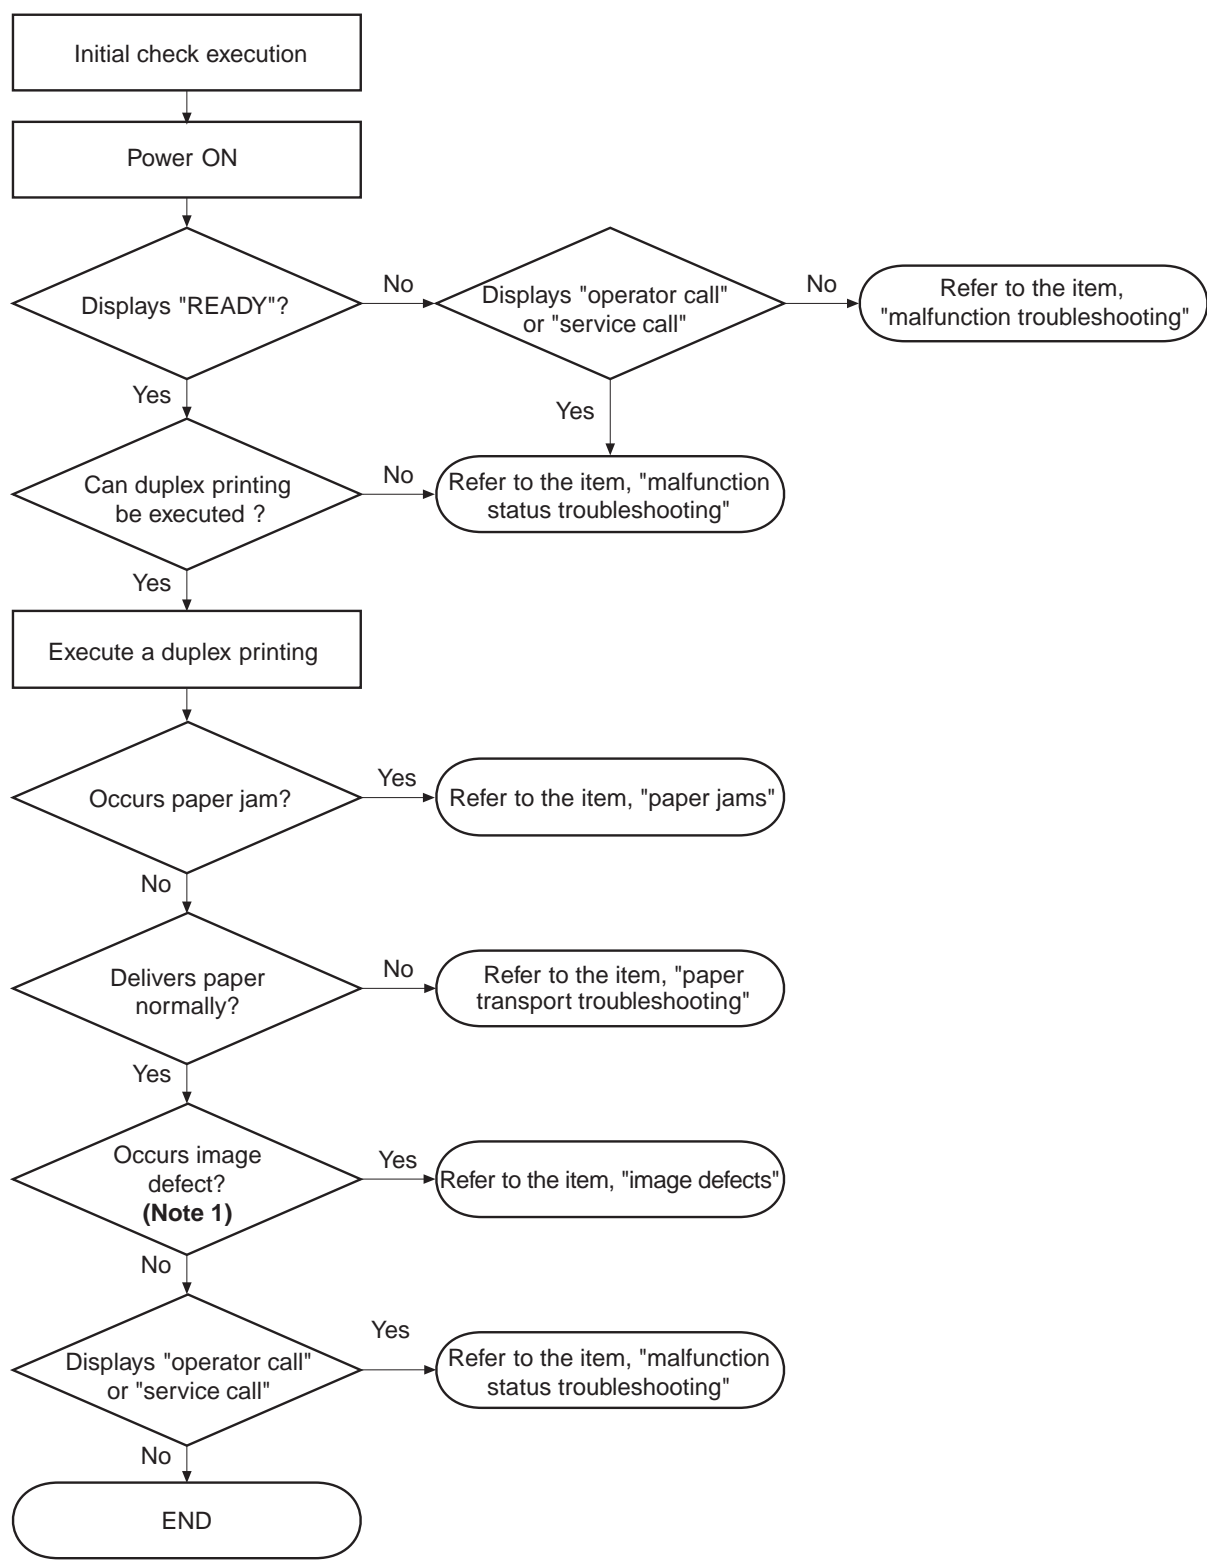 Initial check execution
Power ON
Displays "READY"?
No
Displays "operator call"
or "service call"
No
Refer to the item,
"malfunction troubleshooting"
Yes
Yes
Can duplex printing
be executed ?
No
Refer to the item, "malfunction
status troubleshooting"
Yes
Execute a duplex printing
Occurs paper jam?
Yes
Refer to the item, "paper jams"
No
Delivers paper
normally?
No
Refer to the item, "paper
transport troubleshooting"
Yes
Occurs image
defect?
(Note 1)
Yes
Refer to the item, "image defects"
No
Displays "operator call"
or "service call"
Yes
Refer to the item, "malfunction
status troubleshooting"
No
END